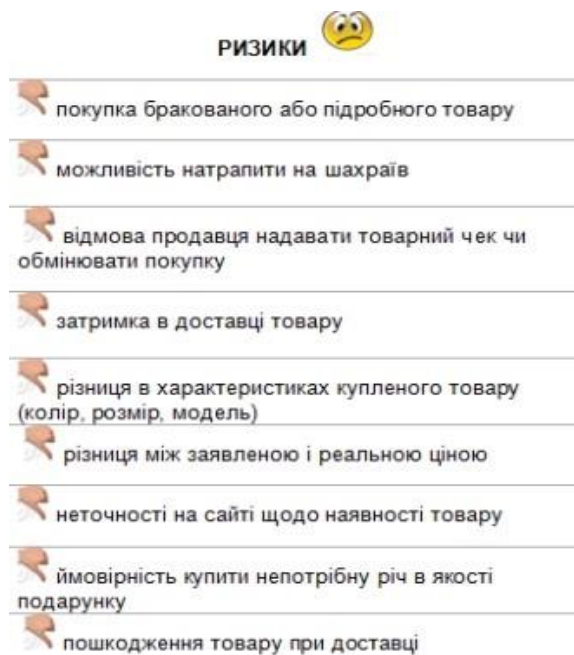 РИЗИКИ
покупка бракованого або підробного товару
можливість натрапити на шахраїв
відмова продавця надавати товарний чек чи
обмінювати покупку
затримка в доставці товару
різниця в характеристиках купленого товару
(колір, розмір, модель)
різниця між заявленою і реальною ціною
неточності на сайті щодо наявності товару
ймовірність купити непотрібну річ в якості
подарунку
пошкодження товару при доставці